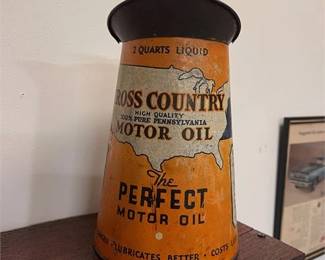 2 QUARTS LIQUID
ROSS COUNTRY
HIGH QUALITY
100% PURE PENNSYLVANIA
MOTOR OIL
The
PERFECT
MOTOR OIL
LUBRICATES BETTER • COSTS